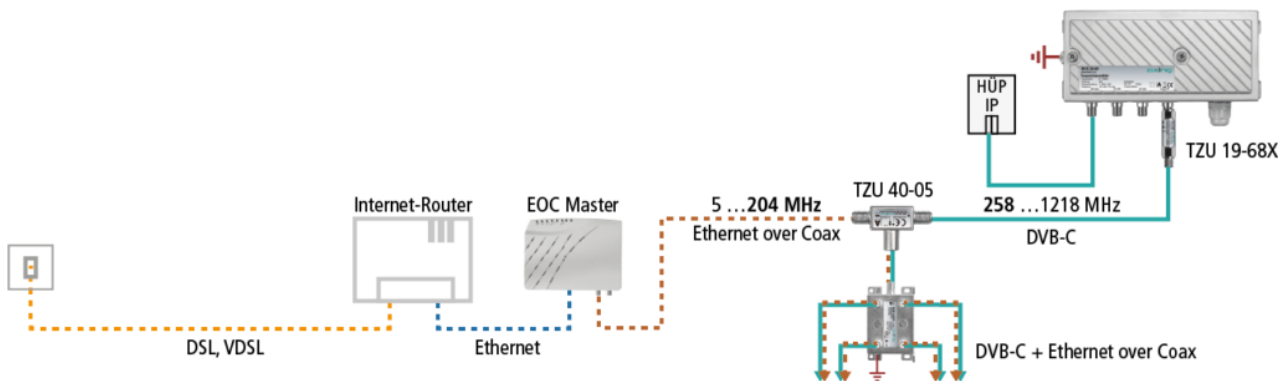 HÜP
IP
TZU 19-68X
Internet-Router
EOC Master
5 …204 MHz
Ethernet over Coax
TZU 40-05
258 …1218 MHz
DVB-C
DSL, VDSL
Ethernet
DVB-C + Ethernet over Coax